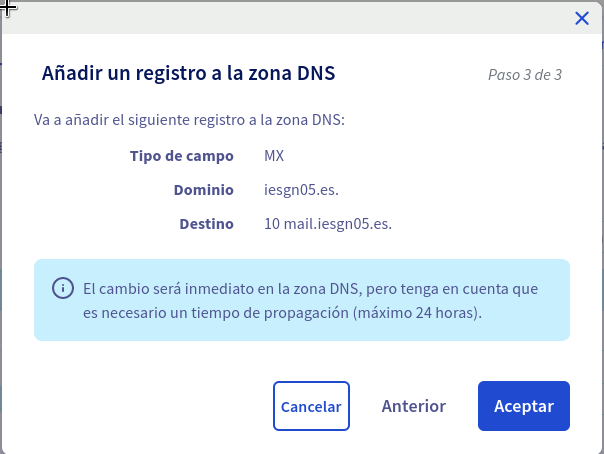 Añadir un registro a la zona DNS
Paso 3 de 3
Va a añadir el siguiente registro a la zona DNS:
Tipo de campo MX
Dominio iesgn05.es.
Destino 10 mail.iesgn05.es.
El cambio será inmediato en la zona DNS, pero tenga en cuenta que
es necesario un tiempo de propagación (máximo 24 horas).
Cancelar Anterior Aceptar